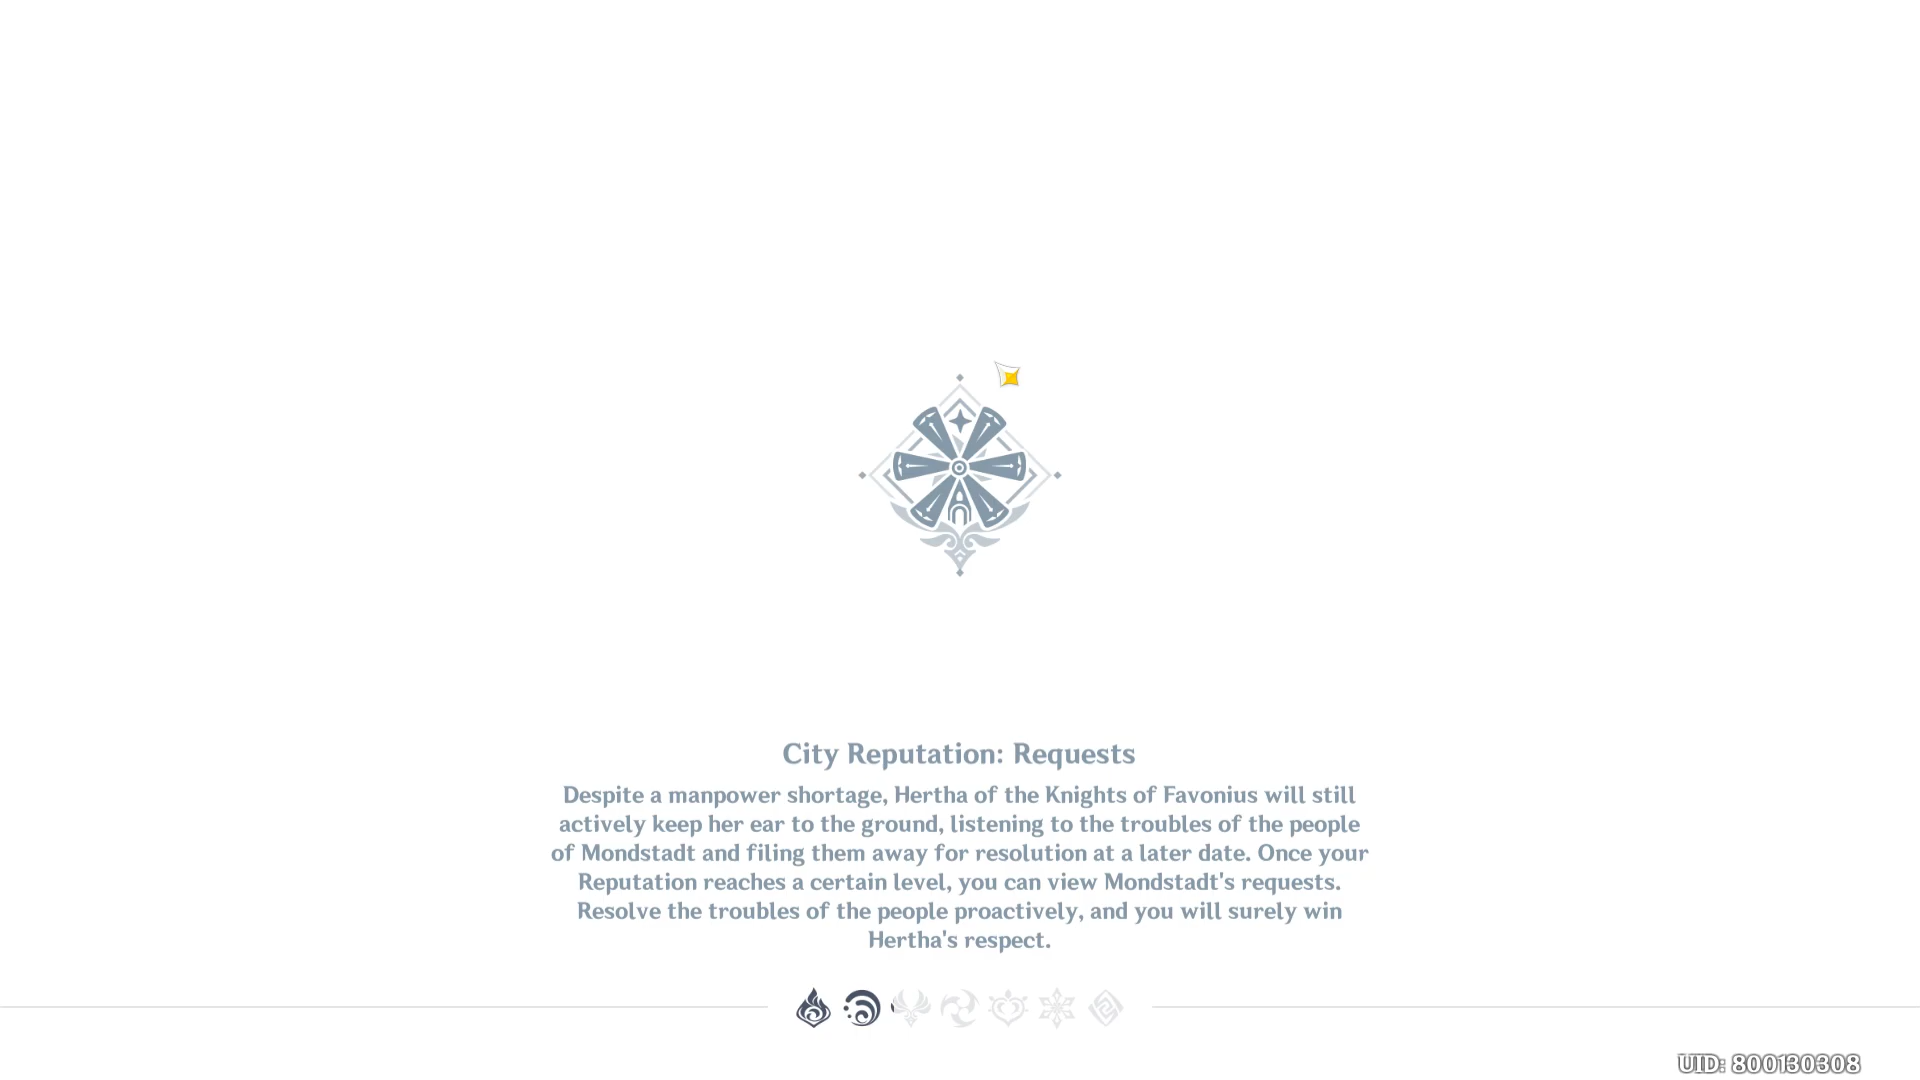 City Reputation: Requests
Despite a manpower shortage, Hertha of the Knights of Favonius will still
actively keep her ear to the ground, listening to the troubles of the people
of Mondstadt and filing them away for resolution at a later date. Once your
Reputation reaches a certain level, you can view Mondstadt's requests.
Resolve the troubles of the people proactively, and you will surely win
Hertha's respect.
UID: 800130308